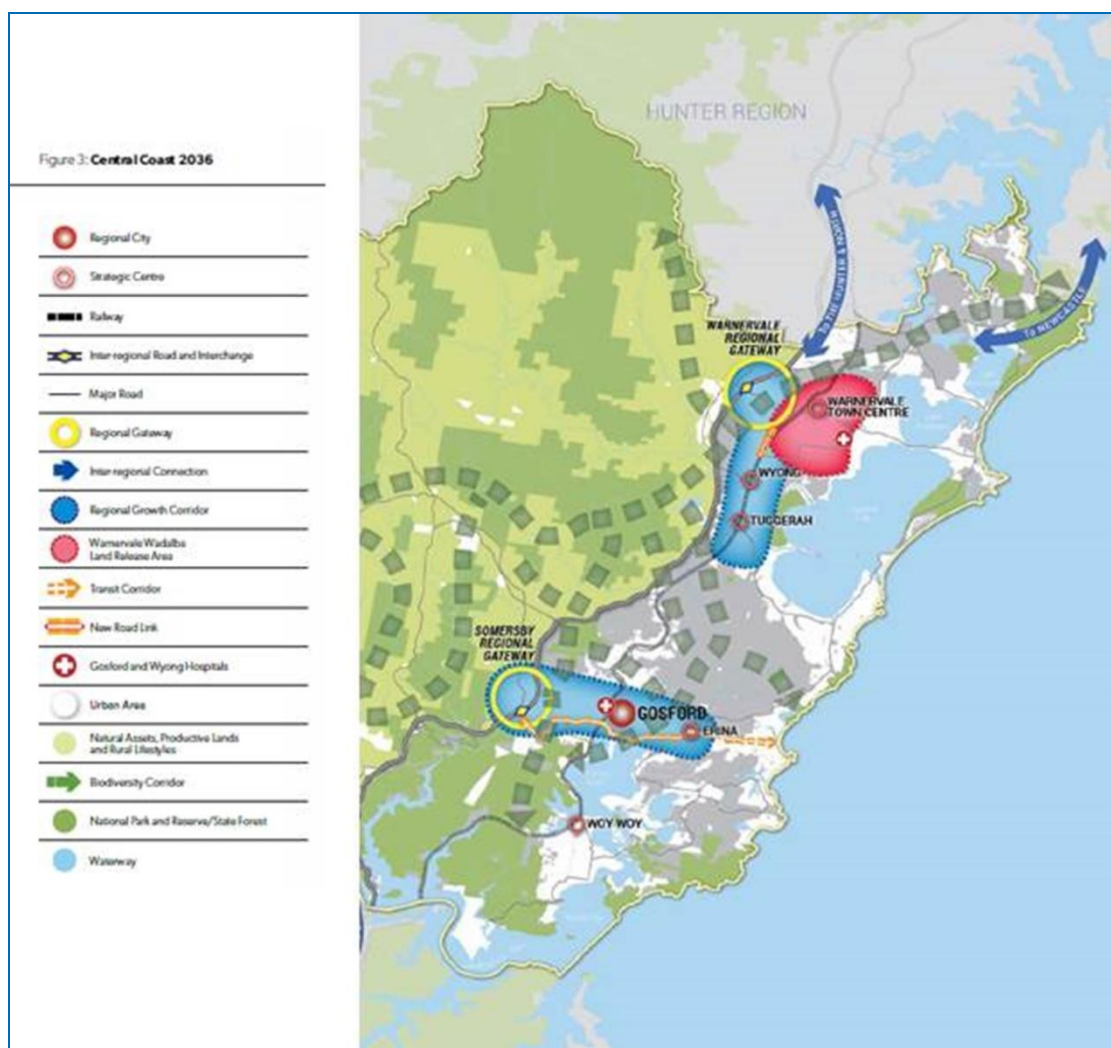 Figure 3: Central Coast 2036
Regional City
Strategic Centre
Railway
Inter-regional Road and Interchange
Major Road
Regional Gateway
Inter-regional Connection
Regional Growth Corridor
Warnervale Wadalba
Land Release Area
Transit Corridor
New Road Link
Gosford and Wyong Hospitals
Urban Area
Natural Assets, Productive Lands
and Rural Lifestyles
Biodiversity Corridor
National Park and Reserve/State Forest
Waterway
HUNTER REGION
TO THE HUNTER REGION
TO NEWCASTLE
WARNERVALE
REGIONAL
GATEWAY
WARNERVALE
TOWN CENTRE
WYONG
TUGGERAH
SOMERSBY
REGIONAL
GATEWAY
GOSFORD
ERINA
WOY WOY